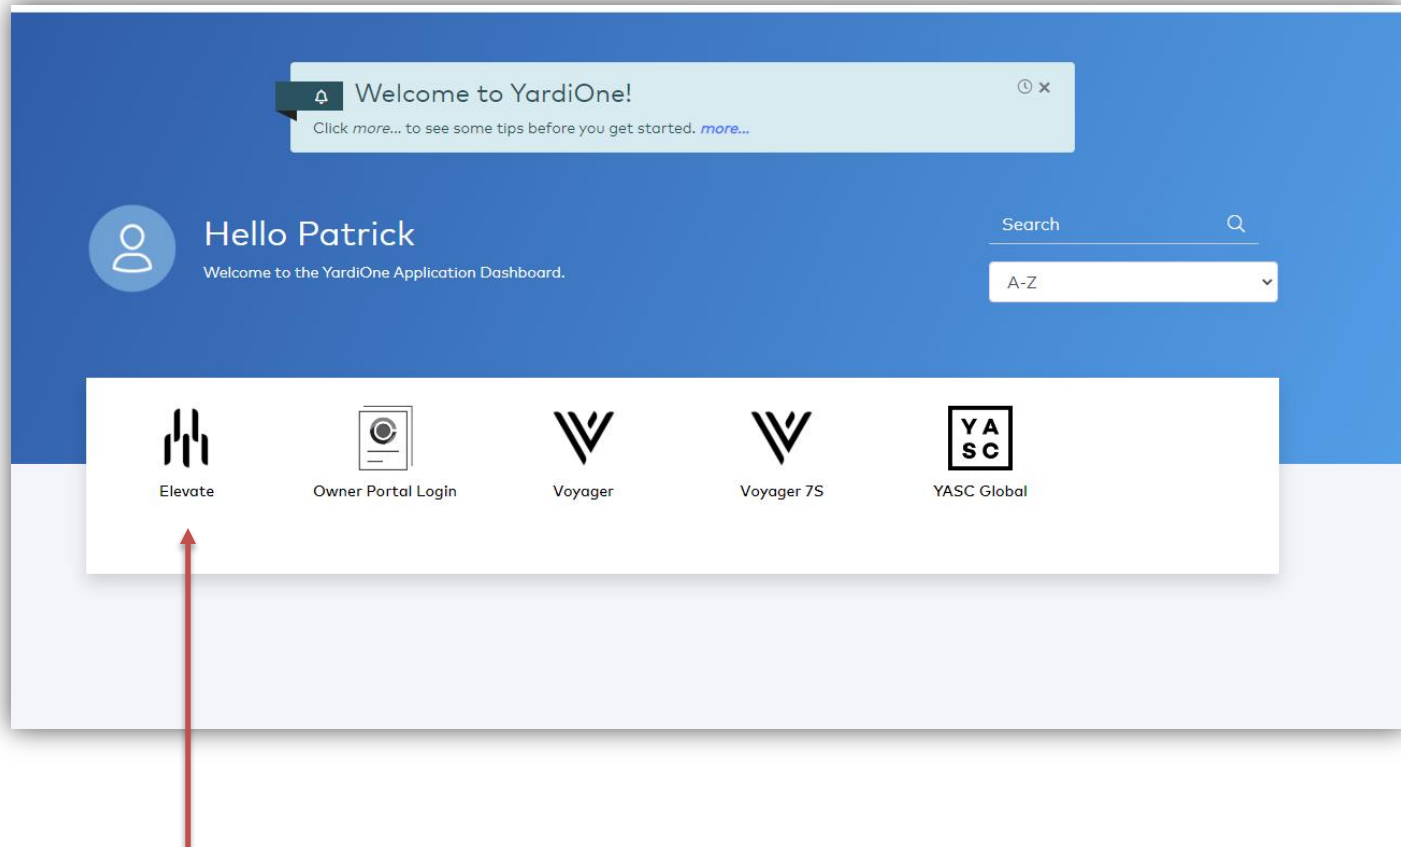 Welcome to YardiOne!
Click more... to see some tips before you get started. more...
Hello Patrick
Welcome to the YardiOne Application Dashboard.
Search
A-Z
Elevate
Owner Portal Login
Voyager
Voyager 7S
YA
SC
YASC Global